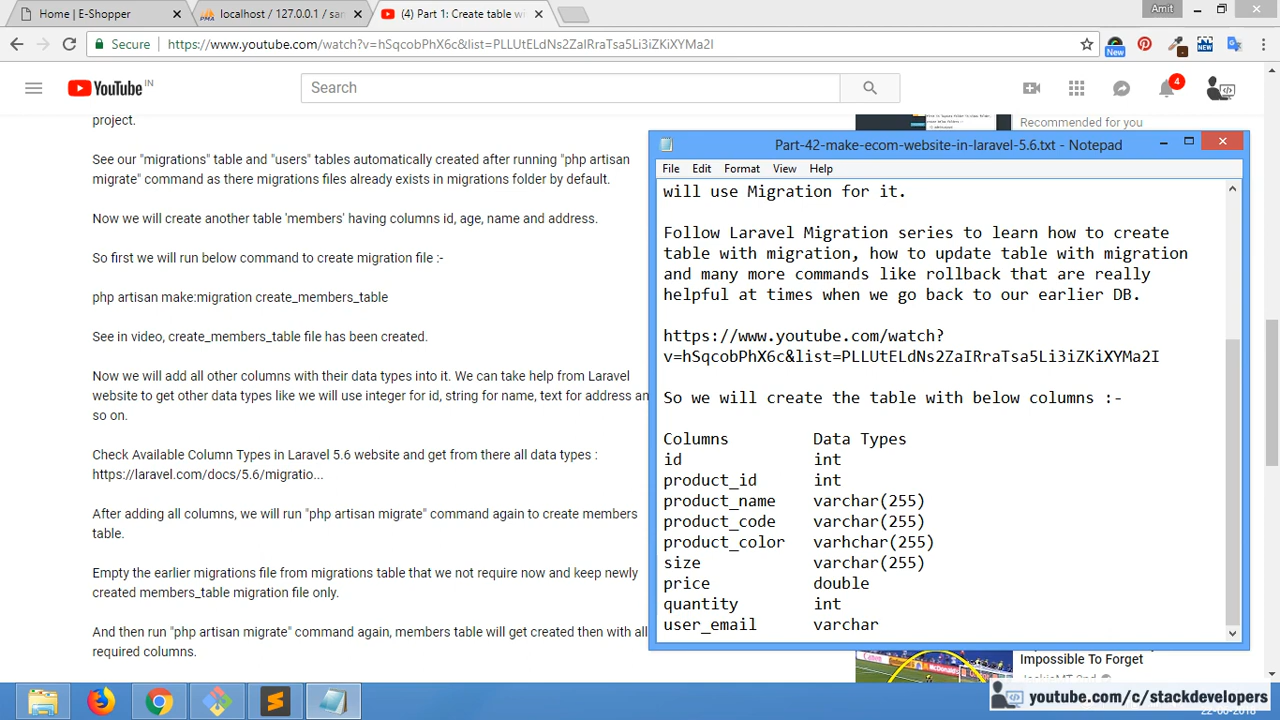 Home | E-Shopper
localhost / 127.0.0.1 / sar
(4) Part 1: Create table w
Amit
Secure
https://www.youtube.com/watch?v=hSqcobPhX6c&list=PLLUtELdNs2ZaIRraTsa5Li3iZKiXYMa2I
New
NEW
YouTube IN
Search
4
project.
See our "migrations" table and "users" tables automatically created after running "php artisan
migrate" command as there migrations files already exists in migrations folder by default.
Now we will create another table 'members' having columns id, age, name and address.
So first we will run below command to create migration file :-
php artisan make:migration create_members_table
See in video, create_members_table file has been created.
Now we will add all other columns with their data types into it. We can take help from Laravel
website to get other data types like we will use integer for id, string for name, text for address an
so on.
Check Available Column Types in Laravel 5.6 website and get from there all data types :
https://laravel.com/docs/5.6/migratio...
After adding all columns, we will run "php artisan migrate" command again to create members
table.
Empty the earlier migrations file from migrations table that we not require now and keep newly
created members_table migration file only.
And then run "php artisan migrate" command again, members table will get created then with all
required columns.
Recommended for you
Part-42-make-ecom-website-in-laravel-5.6.txt - Notepad
File Edit Format View Help
will use Migration for it.
Follow Laravel Migration series to learn how to create
table with migration, how to update table with migration
and many more commands like rollback that are really
helpful at times when we go back to our earlier DB.
https://www.youtube.com/watch?
v=hSqcobPhX6c&list=PLLUtELdNs2ZaIRraTsa5Li3iZKiXYMa2I
So we will create the table with below columns :-
Columns Data Types
id int
product_id int
product_name varchar(255)
product_code varchar(255)
product_color varhchar(255)
size varchar(255)
price double
quantity int
user_email varchar
Impossible To Forget
youtube.com/c/stackdevelopers